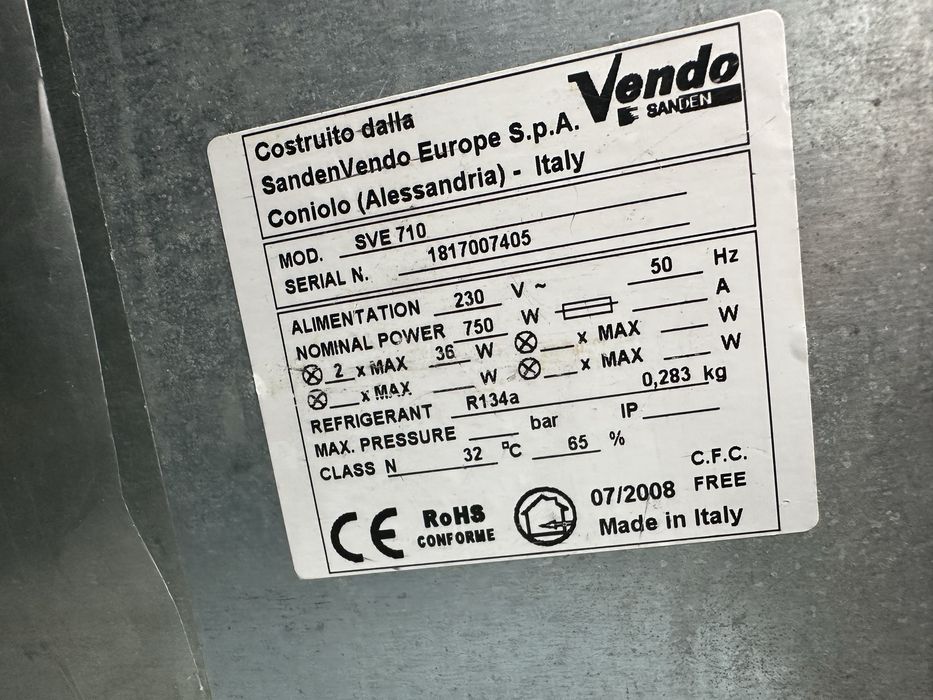 Vendo
SANDEN
Costruito dalla
SandenVendo Europe S.p.A.
Coniolo (Alessandria) - Italy
MOD. SVE 710
SERIAL N. 1817007405
ALIMENTATION 230 V ~ 50 Hz
NOMINAL POWER 750 W A
2 x MAX 36 W x MAX W
x MAX W x MAX W
REFRIGERANT R134a 0,283 kg
MAX. PRESSURE bar IP
CLASS N 32 °C 65 %
C.F.C.
FREE
CE RoHS
CONFORME
07/2008
Made in Italy